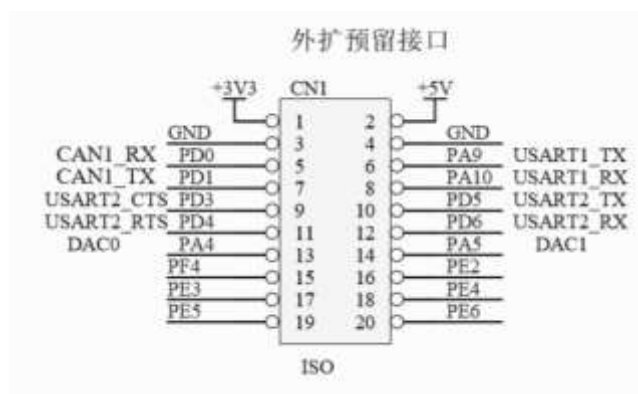 外扩预留接口
+3V3 CN1 +5V
1 2
GND 3 4 GND
CAN1_RX PD0 5 6 PA9 USART1_TX
CAN1_TX PD1 7 8 PA10 USART1_RX
USART2_CTS PD3 9 10 PD5 USART2_TX
USART2_RTS PD4 11 12 PD6 USART2_RX
DAC0 PA4 13 14 PA5 DAC1
PF4 15 16 PE2
PE3 17 18 PE4
PE5 19 20 PE6
ISO